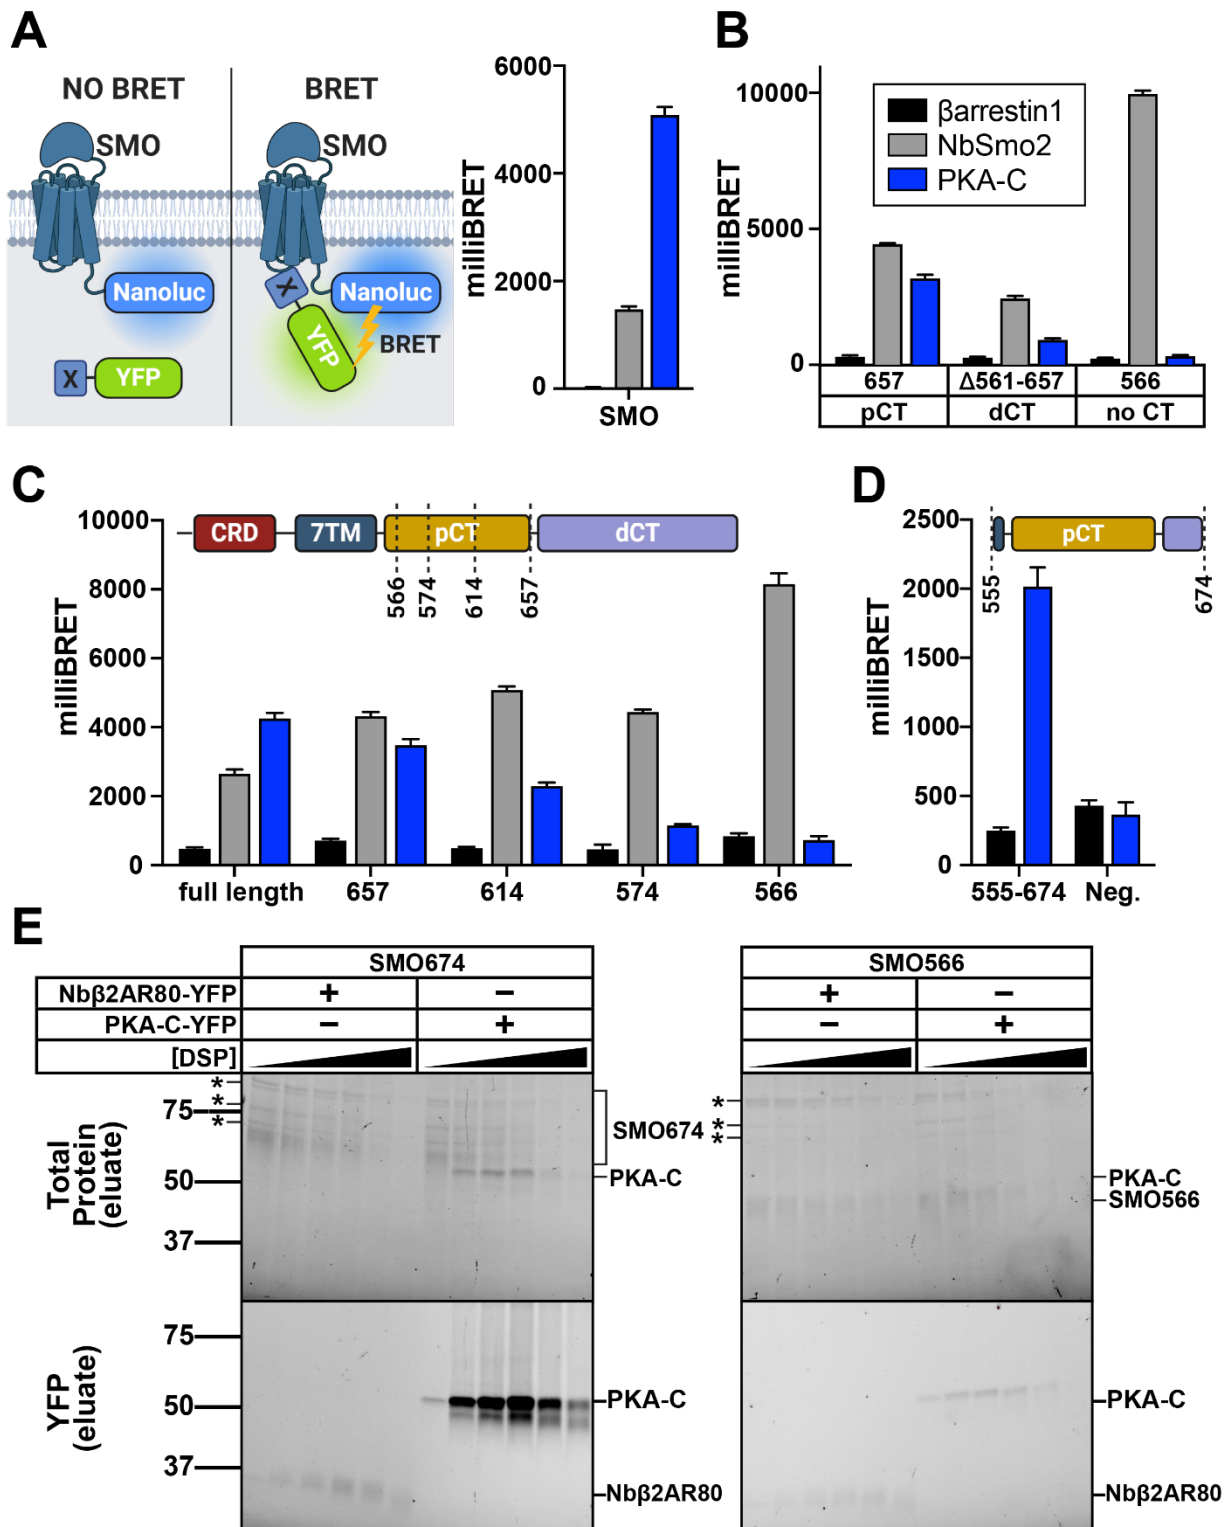 A
NO BRET
BRET
SMO
SMO
Nanoluc
X
YFP
X
Nanoluc
YFP
BRET
milliBRET
6000
4000
2000
0
SMO
B
milliBRET
10000
5000
0
βarrestin1
NbSmo2
PKA-C
657
Δ561-657
566
pCT
dCT
no CT
C
milliBRET
10000
8000
6000
4000
2000
0
CRD
7TM
pCT
dCT
566
574
614
657
full length
657
614
574
566
D
milliBRET
2500
2000
1500
1000
500
0
pCT
555
674
555-674
Neg.
E
SMO674
SMO566
Nbβ2AR80-YFP
+
−
+
−
PKA-C-YFP
−
+
−
+
[DSP]
Total
Protein
(eluate)
*
*
75
*
50
37
SMO674
PKA-C
*
*
*
PKA-C
SMO566
YFP
(eluate)
75
50
37
PKA-C
Nbβ2AR80
PKA-C
Nbβ2AR80